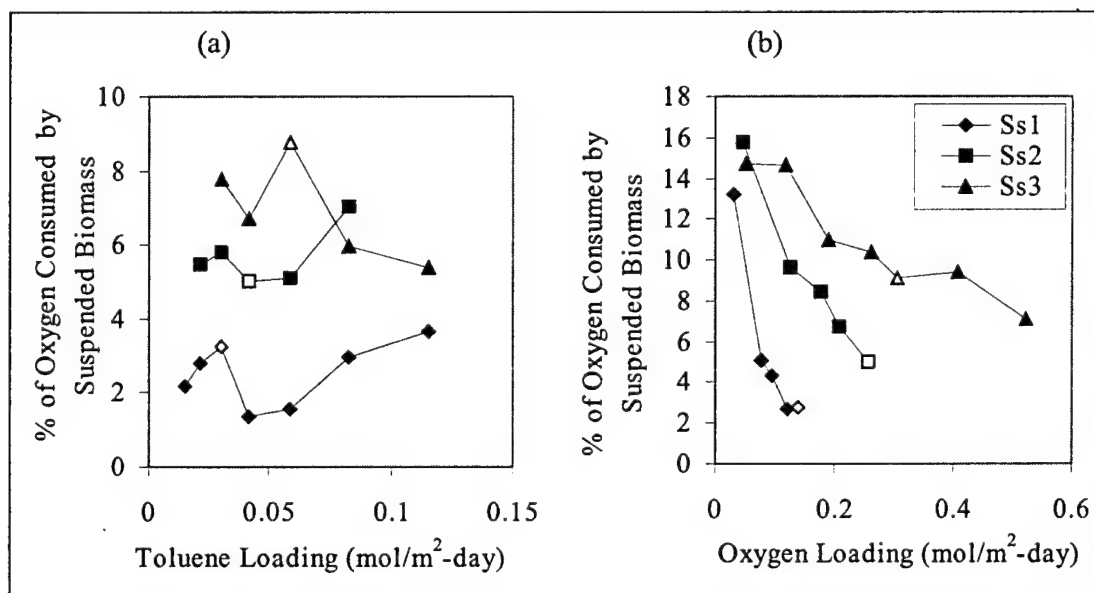 (a)
% of Oxygen Consumed by
Suspended Biomass
10
8
6
4
2
0
0
0.05
0.1
0.15
Toluene Loading (mol/m²-day)
(b)
% of Oxygen Consumed by
Suspended Biomass
18
16
14
12
10
8
6
4
2
0
0
0.2
0.4
0.6
Oxygen Loading (mol/m²-day)
Ss1
Ss2
Ss3